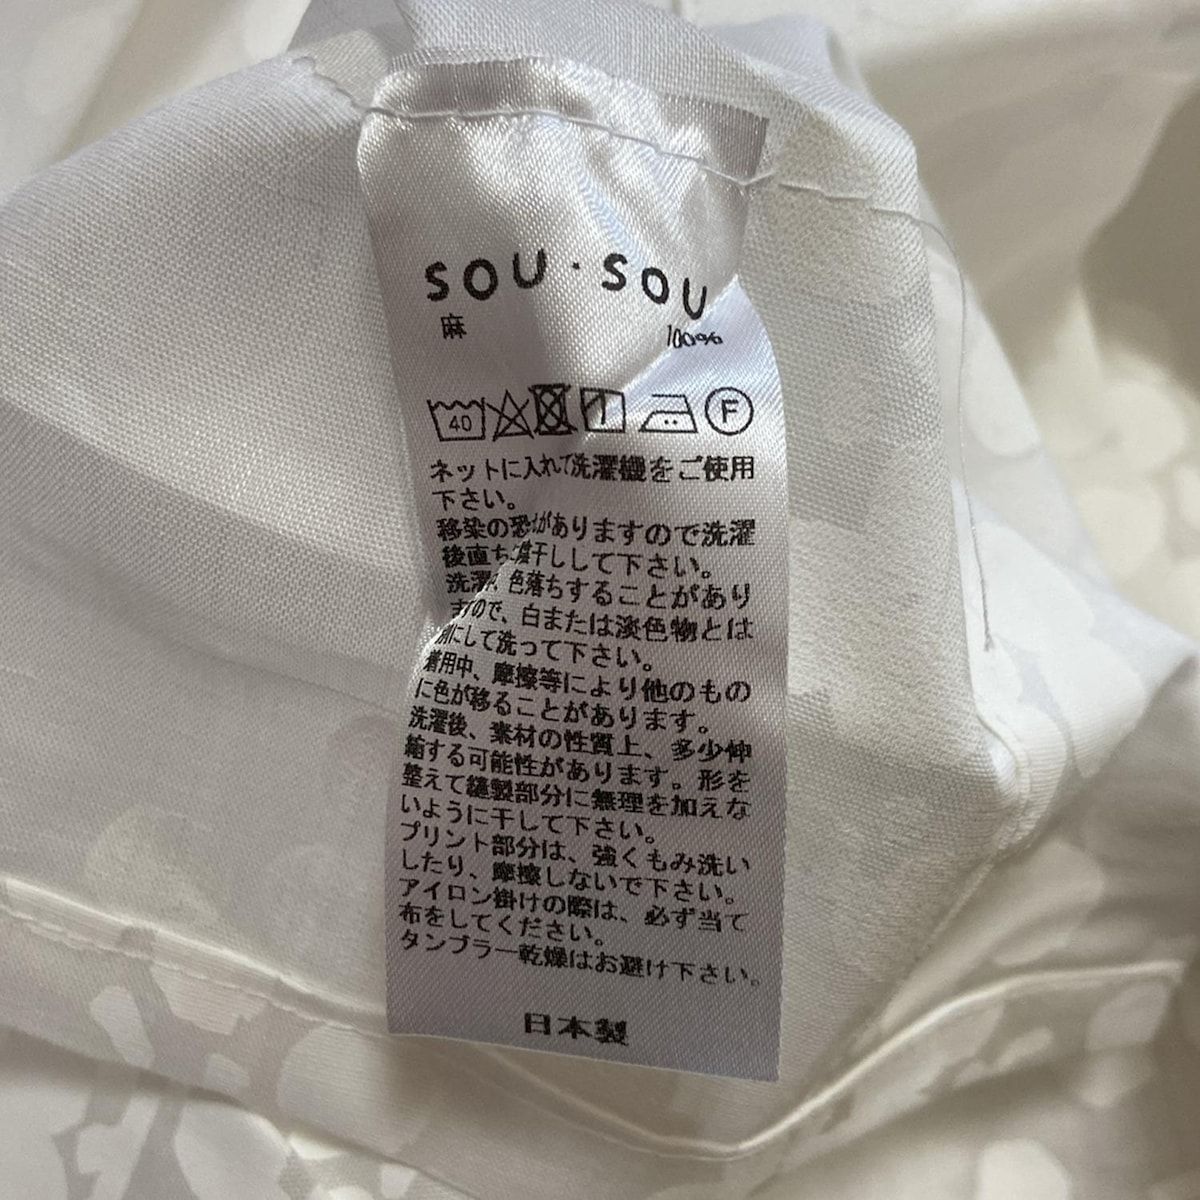 SOU・SOU
麻 100%
40 F
ネットに入れて洗濯機をご使用
下さい。
移染の恐れがありますので洗濯
後直ちに陰干しして下さい。
洗濯、色落ちすることがあり
ますので、白または淡色物とは
別にして洗って下さい。
着用中、摩擦等により他のもの
に色が移ることがあります。
洗濯後、素材の性質上、多少伸
縮する可能性があります。形を
整えて縫製部分に無理を加えな
いように干して下さい。
プリント部分は、強くもみ洗い
したり、摩擦しないで下さい。
アイロン掛けの際は、必ず当て
布をしてください。
タンブラー乾燥はお避け下さい。
日本製